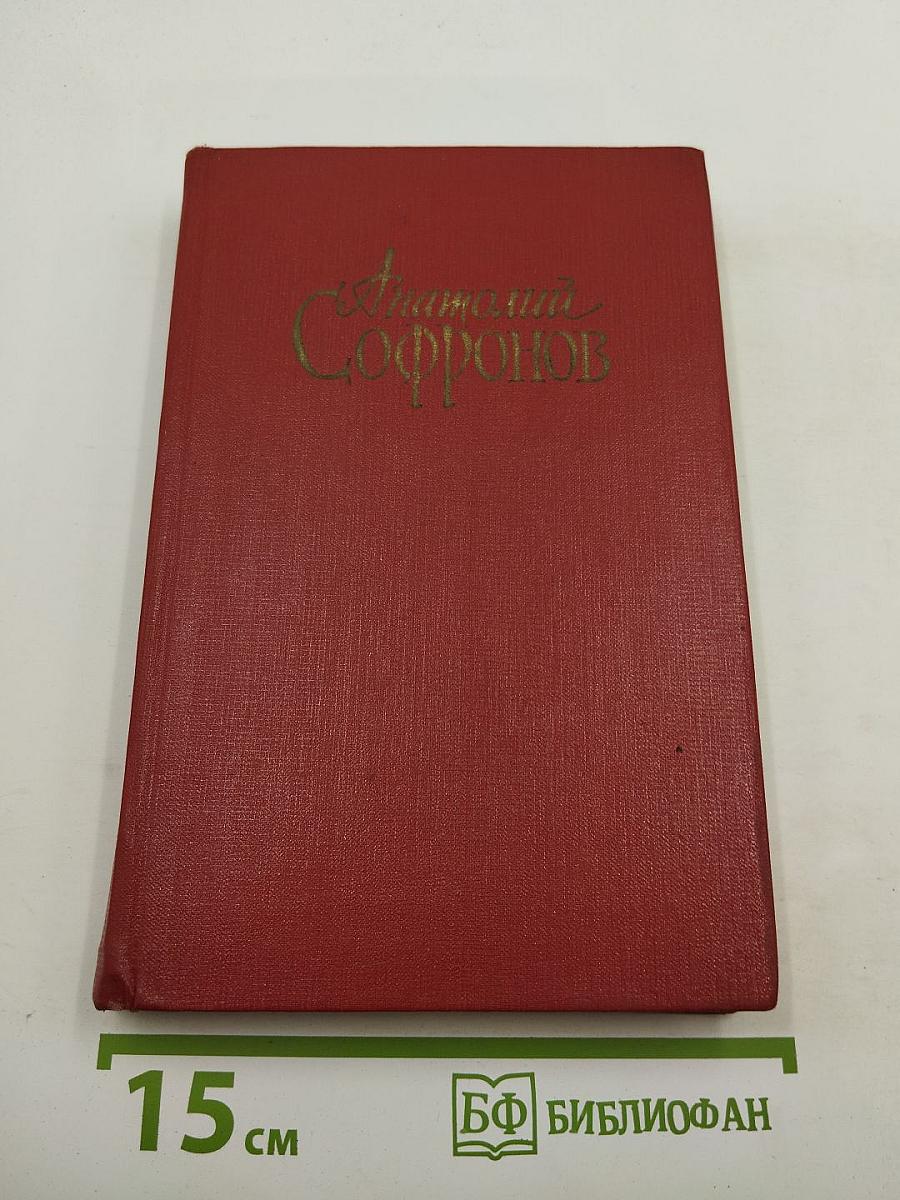 Анатолий
Софронов
15 см
БФ БИБЛИОФАН